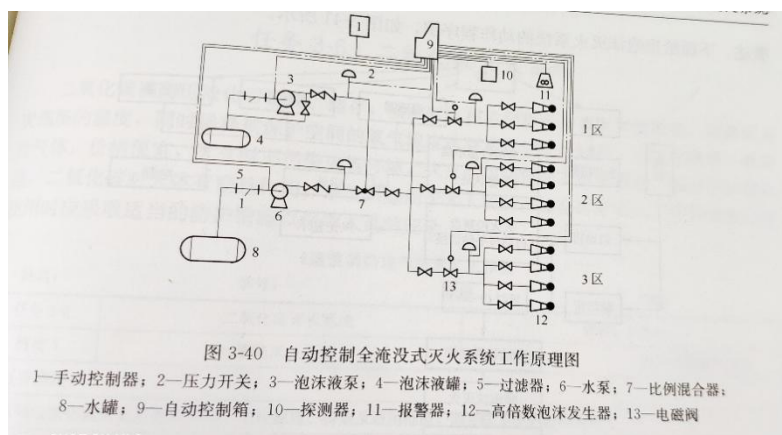 1
9
3
2
10
11
1区
4
5
2区
7
6
8
13
3区
12
图 3-40 自动控制全淹没式灭火系统工作原理图
1—手动控制器；2—压力开关；3—泡沫液泵；4—泡沫液罐；5—过滤器；6—水泵；7—比例混合器；
8—水罐；9—自动控制箱；10—探测器；11—报警器；12—高倍数泡沫发生器；13—电磁阀